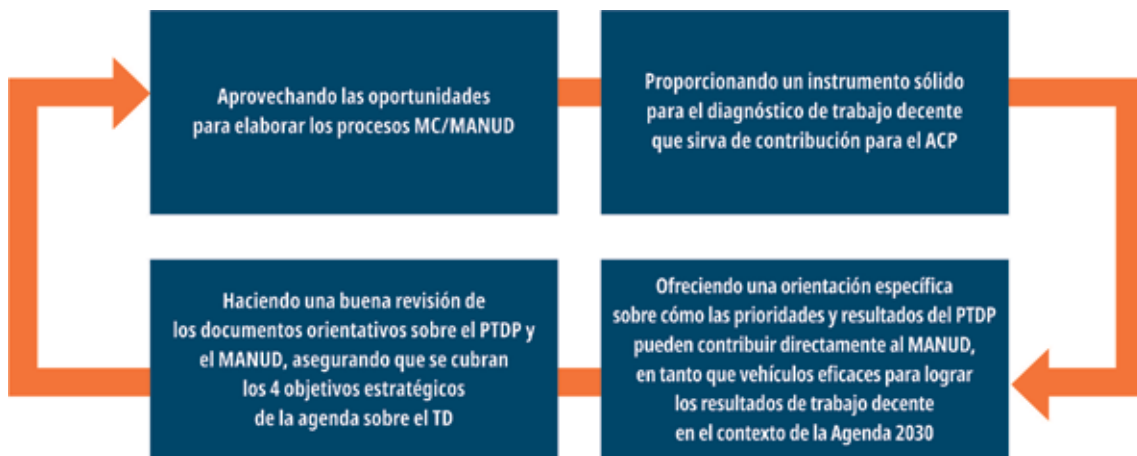 Aprovechando las oportunidades
para elaborar los procesos MC/MANUD
Proporcionando un instrumento sólido
para el diagnóstico de trabajo decente
que sirva de contribución para el ACP
Ofreciendo una orientación específica
sobre cómo las prioridades y resultados del PTDP
pueden contribuir directamente al MANUD,
en tanto que vehículos eficaces para lograr
los resultados de trabajo decente
en el contexto de la Agenda 2030
Haciendo una buena revisión de
los documentos orientativos sobre el PTDP y
el MANUD, asegurando que se cubran
los 4 objetivos estratégicos
de la agenda sobre el TD